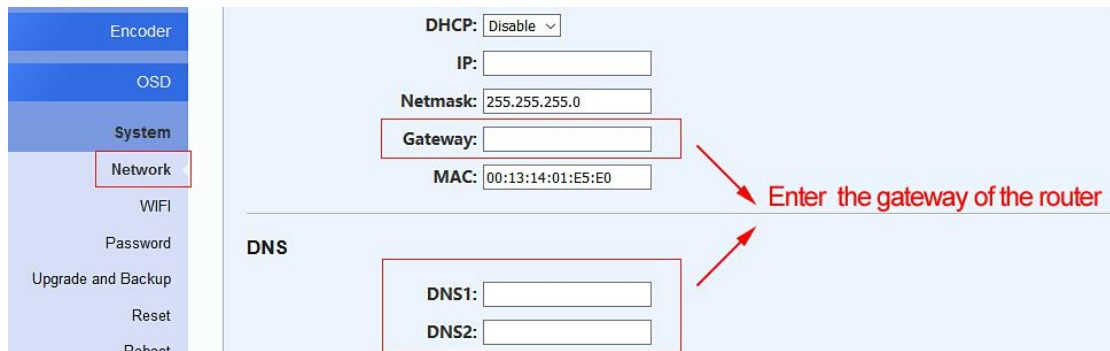 Encoder
OSD
System
Network
WIFI
Password
Upgrade and Backup
Reset
Reboot
DHCP: Disable
IP:
Netmask: 255.255.255.0
Gateway:
MAC: 00:13:14:01:E5:E0
Enter the gateway of the router
DNS
DNS1:
DNS2: